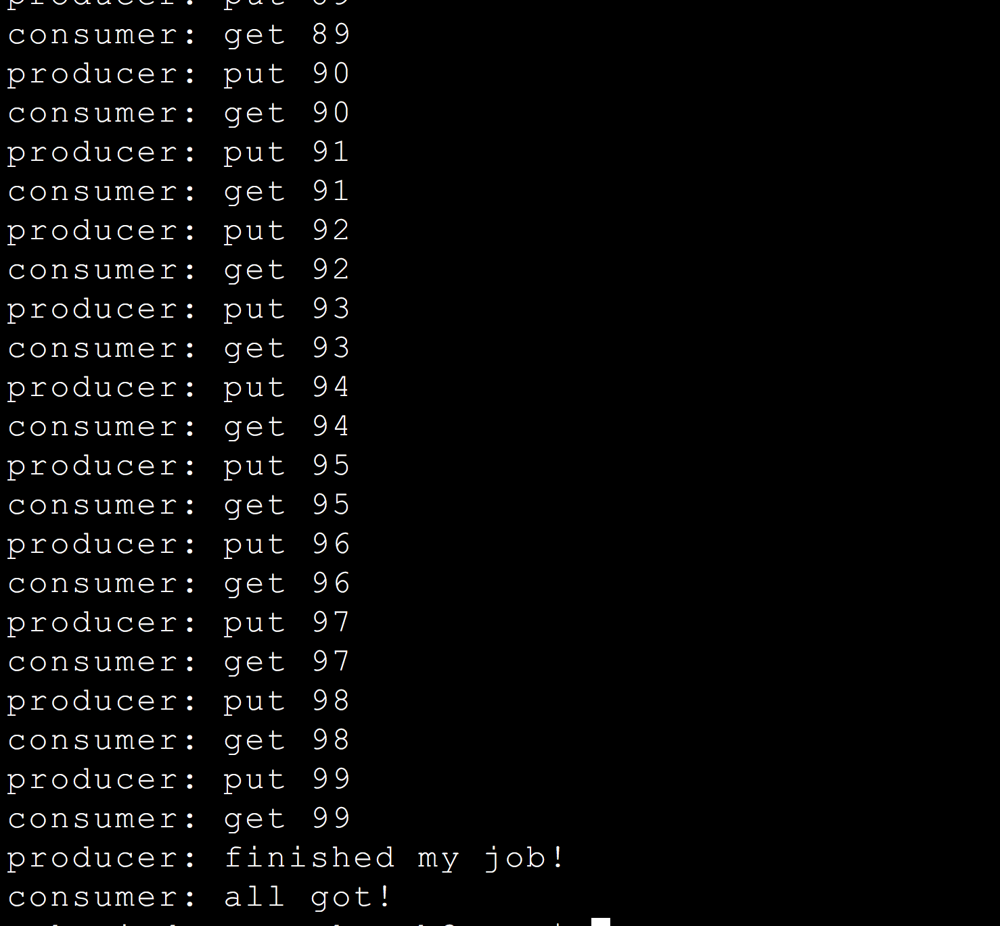 producer: put 89
consumer: get 89
producer: put 90
consumer: get 90
producer: put 91
consumer: get 91
producer: put 92
consumer: get 92
producer: put 93
consumer: get 93
producer: put 94
consumer: get 94
producer: put 95
consumer: get 95
producer: put 96
consumer: get 96
producer: put 97
consumer: get 97
producer: put 98
consumer: get 98
producer: put 99
consumer: get 99
producer: finished my job!
consumer: all got!